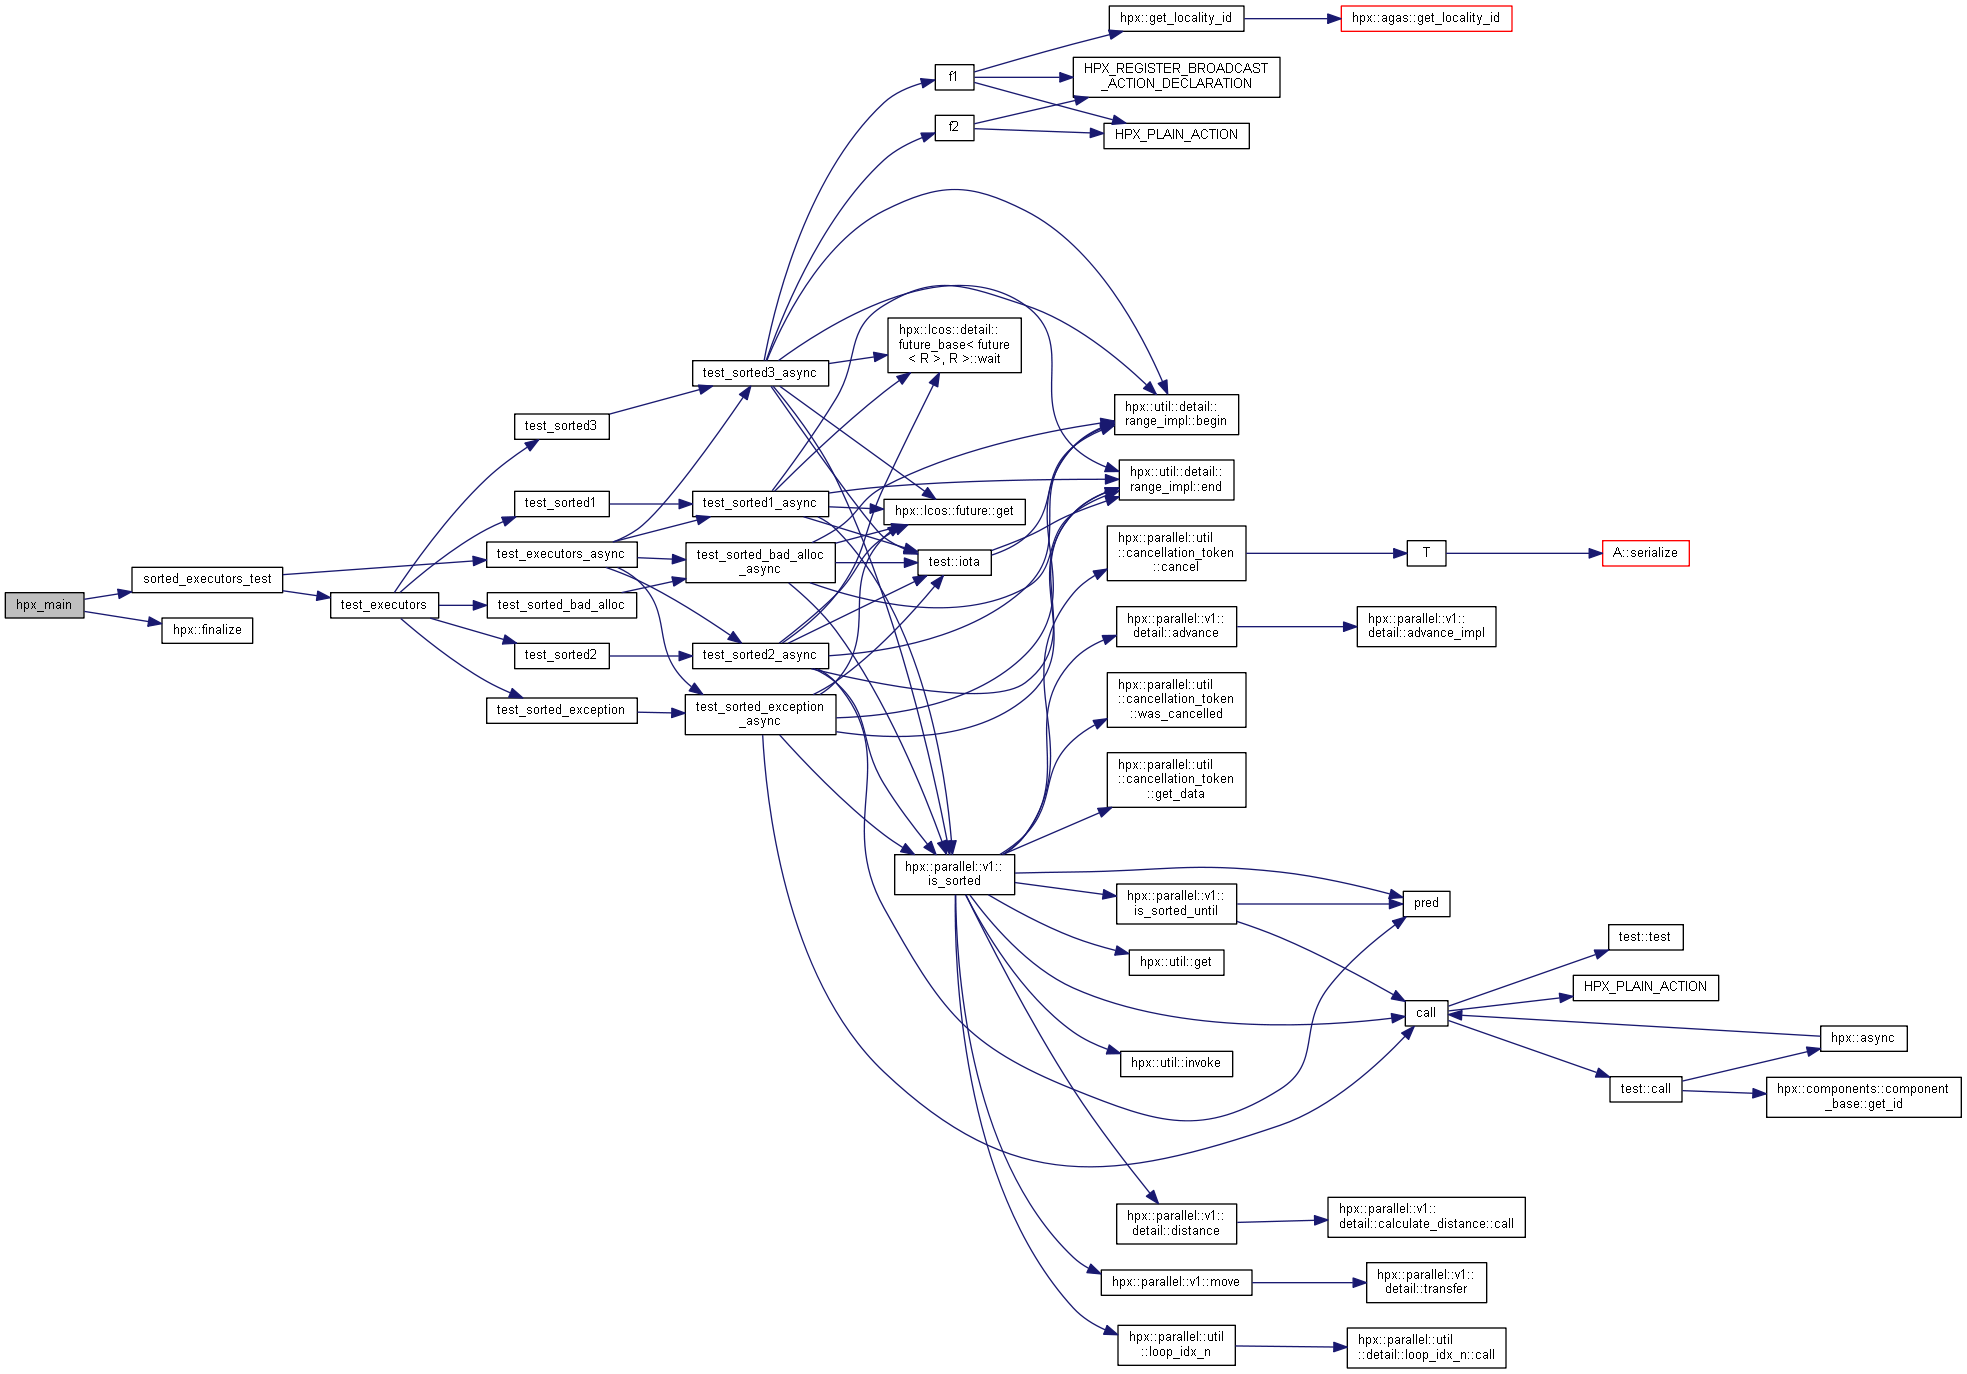 hpx_main
sorted_executors_test
hpx::finalize
test_executors
test_sorted3
test_sorted1
test_executors_async
test_sorted_bad_alloc
test_sorted2
test_sorted_exception
test_sorted3_async
test_sorted1_async
test_sorted_bad_alloc
_async
test_sorted2_async
test_sorted_exception
_async
f1
f2
hpx::lcos::detail::
future_base< future
< R >, R >::wait
hpx::lcos::future::get
test::iota
hpx::parallel::v1::
is_sorted
hpx::get_locality_id
HPX_REGISTER_BROADCAST
_ACTION_DECLARATION
HPX_PLAIN_ACTION
hpx::util::detail::
range_impl::begin
hpx::util::detail::
range_impl::end
hpx::parallel::util
::cancellation_token
::cancel
hpx::parallel::v1::
detail::advance
hpx::parallel::util
::cancellation_token
::was_cancelled
hpx::parallel::util
::cancellation_token
::get_data
hpx::parallel::v1::
is_sorted_until
hpx::util::get
hpx::util::invoke
hpx::parallel::v1::
detail::distance
hpx::parallel::v1::move
hpx::parallel::util
::loop_idx_n
hpx::agas::get_locality_id
T
hpx::parallel::v1::
detail::advance_impl
pred
call
hpx::parallel::v1::
detail::calculate_distance::call
hpx::parallel::v1::
detail::transfer
hpx::parallel::util
::detail::loop_idx_n::call
A::serialize
test::test
HPX_PLAIN_ACTION
test::call
hpx::async
hpx::components::component
_base::get_id